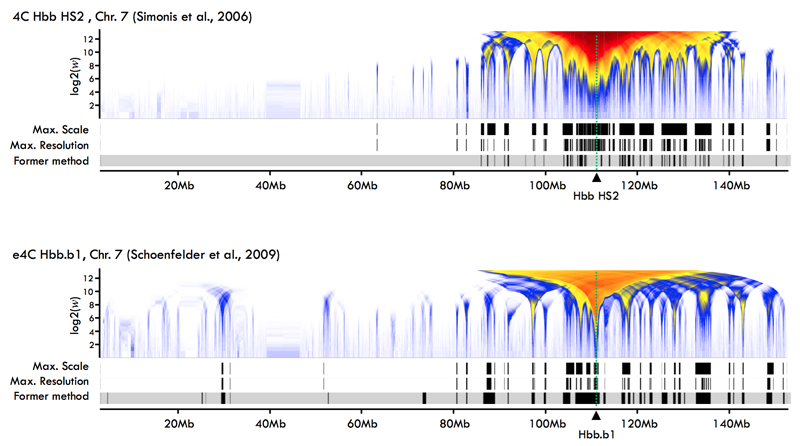 4C Hbb HS2 , Chr. 7 (Simonis et al., 2006)
log2(w)
12
10
8
6
4
2
Max. Scale
Max. Resolution
Former method
20Mb 40Mb 60Mb 80Mb 100Mb 120Mb 140Mb
Hbb HS2
e4C Hbb.b1, Chr. 7 (Schoenfelder et al., 2009)
log2(w)
12
10
8
6
4
2
Max. Scale
Max. Resolution
Former method
20Mb 40Mb 60Mb 80Mb 100Mb 120Mb 140Mb
Hbb.b1